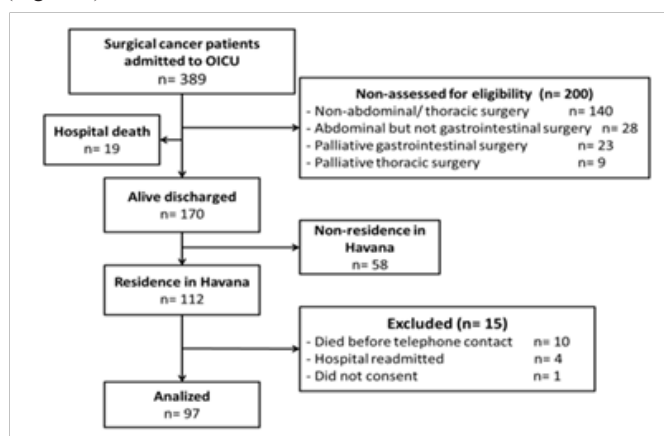 Surgical cancer patients
admitted to OICU
n= 389
Non-assessed for eligibility (n= 200)
- Non-abdominal/ thoracic surgery n= 140
- Abdominal but not gastrointestinal surgery n= 28
- Palliative gastrointestinal surgery n= 23
- Palliative thoracic surgery n= 9
Hospital death
n= 19
Alive discharged
n= 170
Non-residence in
Havana
n= 58
Residence in Havana
n= 112
Excluded (n= 15)
- Died before telephone contact n= 10
- Hospital readmitted n= 4
- Did not consent n= 1
Analized
n= 97